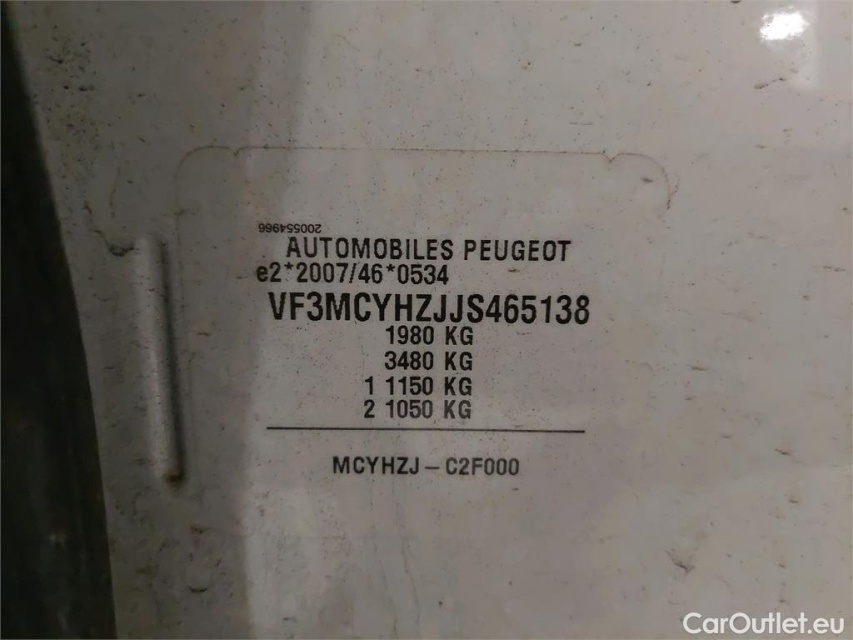 200554966
AUTOMOBILES PEUGEOT
e2*2007/46*0534
VF3MCYHZJJS465138
1980 KG
3480 KG
1 1150 KG
2 1050 KG
MCYHZJ – C2F000
CarOutlet.eu